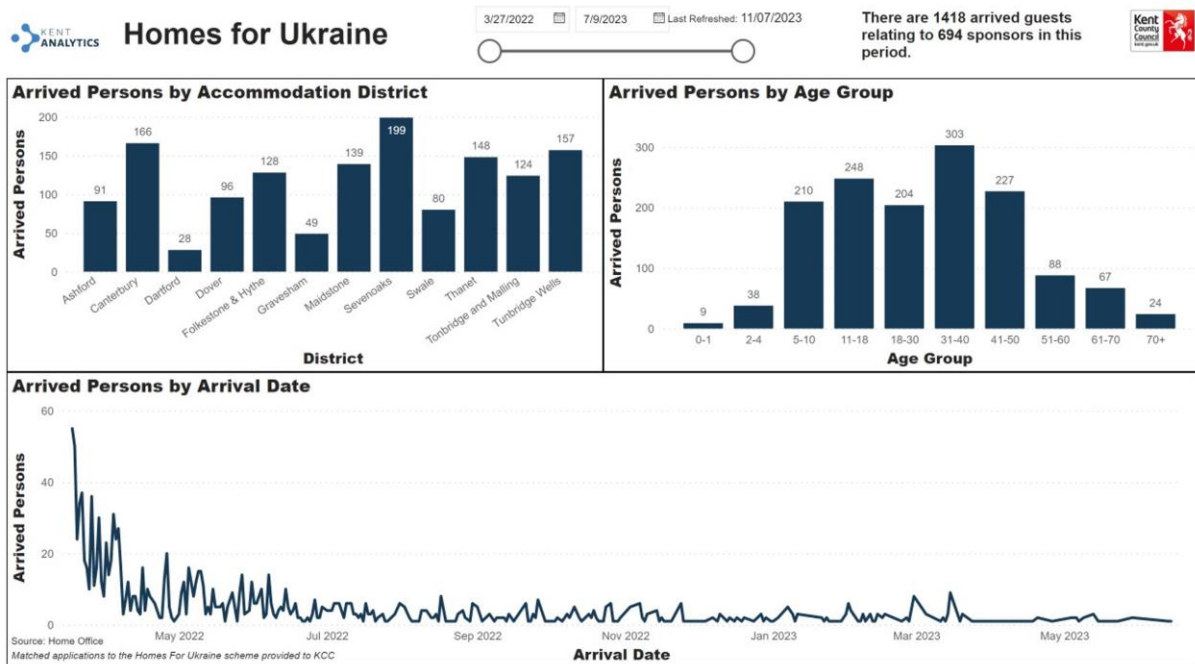 KENT
ANALYTICS
Homes for Ukraine
3/27/2022
7/9/2023
Last Refreshed: 11/07/2023
There are 1418 arrived guests
relating to 694 sponsors in this
period.
Kent
County
Council
kent.gov.uk
Arrived Persons by Accommodation District
Arrived Persons
200
150
100
50
0
91
166
28
96
128
49
139
199
80
148
124
157
Ashford
Canterbury
Dartford
Dover
Folkestone & Hythe
Gravesham
Maidstone
Sevenoaks
Swale
Thanet
Tonbridge and Malling
Tunbridge Wells
District
Arrived Persons by Age Group
Arrived Persons
300
200
100
0
9
38
210
248
204
303
227
88
67
24
0-1
2-4
5-10
11-18
18-30
31-40
41-50
51-60
61-70
70+
Age Group
Arrived Persons by Arrival Date
Arrived Persons
60
40
20
0
May 2022
Jul 2022
Sep 2022
Nov 2022
Jan 2023
Mar 2023
May 2023
Arrival Date
Source: Home Office
Matched applications to the Homes For Ukraine scheme provided to KCC